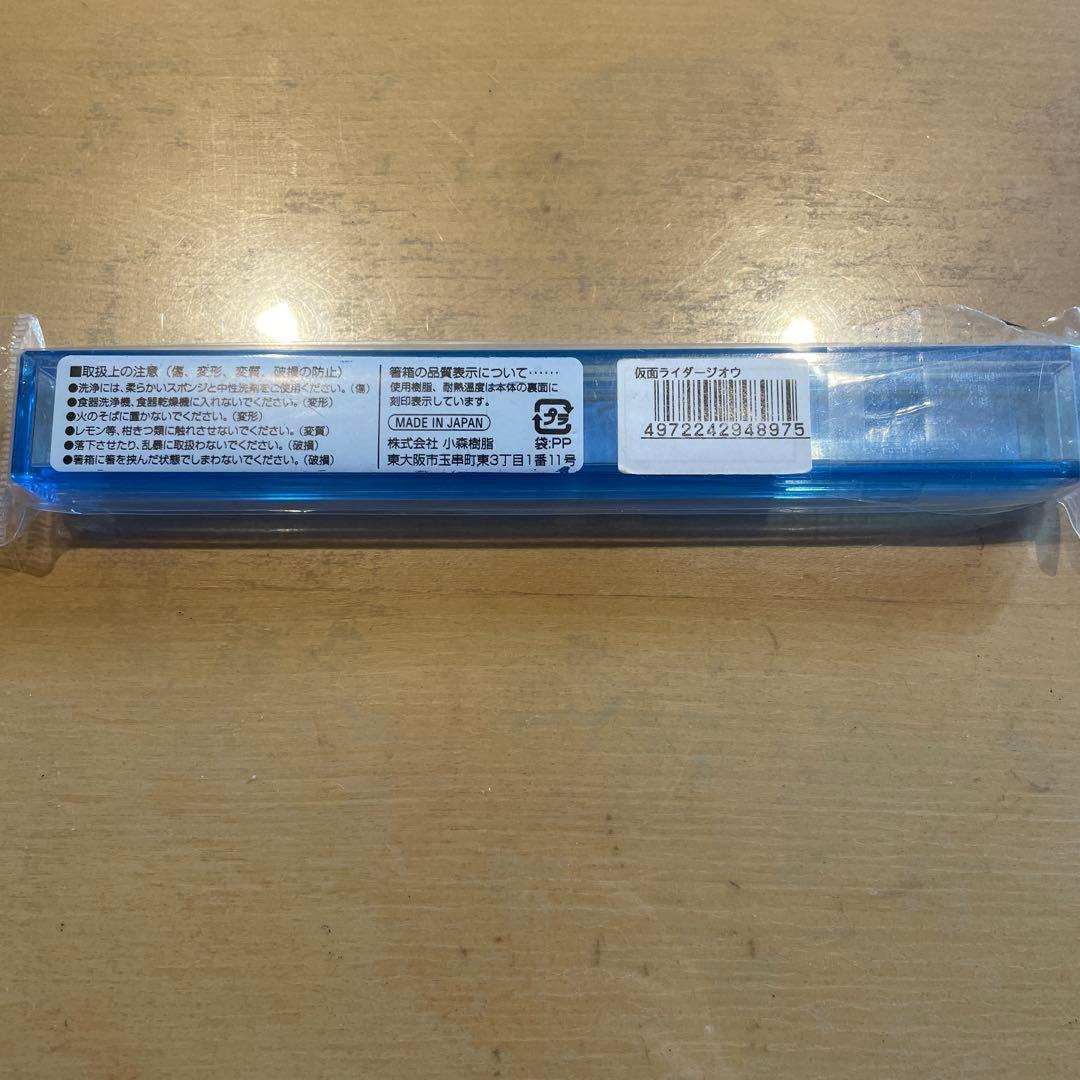 ■取扱上の注意（傷、変形、変質、破損の防止）
●洗浄には、柔らかいスポンジと中性洗剤をご使用ください。（傷）
●食器洗浄機、食器乾燥機に入れないでください。（変形）
●火のそばに置かないでください。（変形）
●レモン等、柑きつ類に触れさせないでください。（変質）
●落下させたり、乱暴に取扱わないでください。（破損）
●箸箱に箸を挟んだ状態でしまわないでください。（破損）
箸箱の品質表示について……
使用樹脂、耐熱温度は本体の裏面に
刻印表示しています。
MADE IN JAPAN
プラ
株式会社 小森樹脂 袋:PP
東大阪市玉串町東3丁目1番11号
仮面ライダージオウ
4972242948975